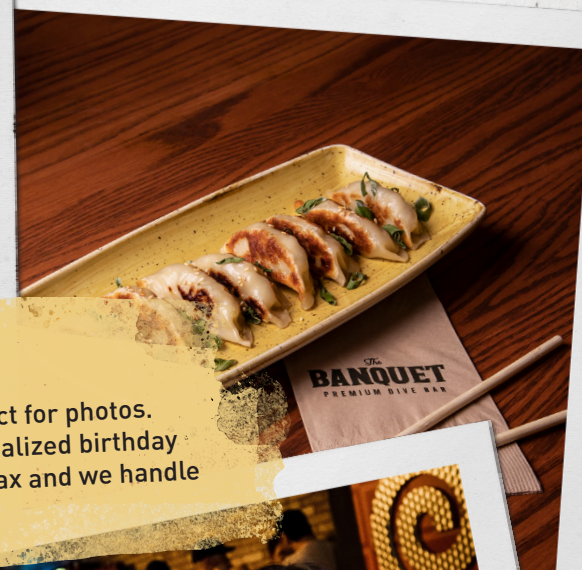 The
BANQUET
PREMIUM DIVE BAR
ct for photos.
alized birthday
ax and we handle